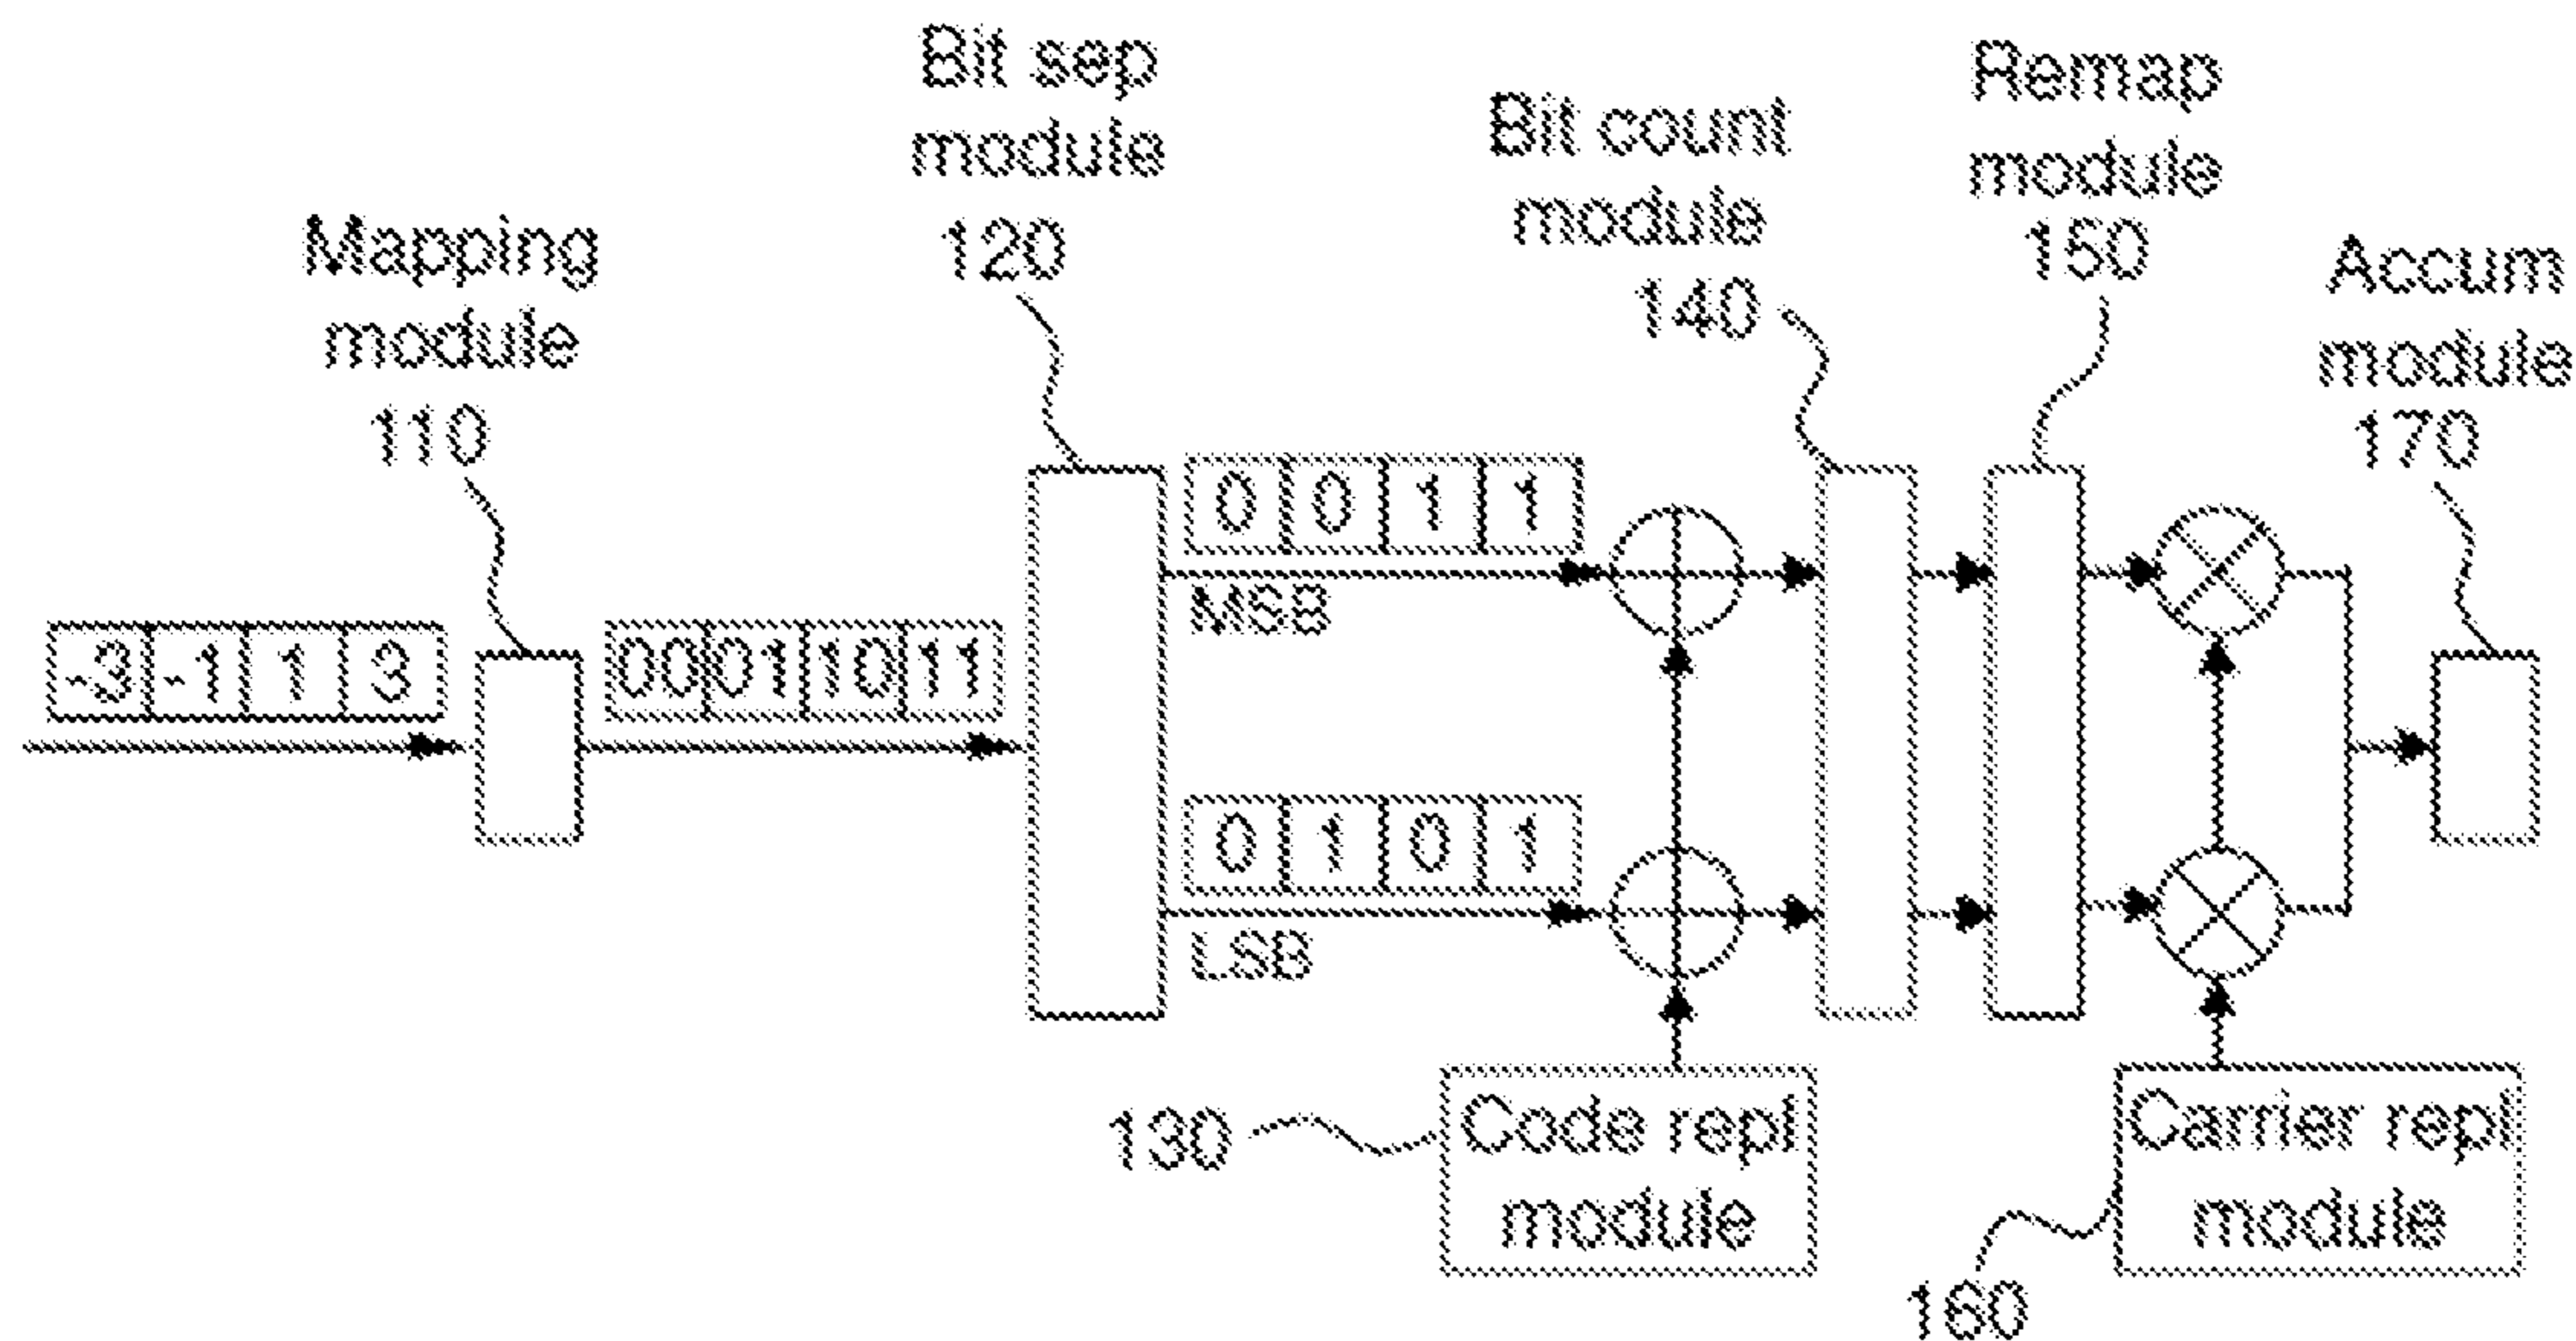 Bit sep
module
120
Remap
module
150
Bit count
module
140
Mapping
module
110
Accum
module
170
0 0 1 1
MSB
-3 -1 1 3
00 01 10 11
0 1 0 1
LSB
130
Code repl
module
Carrier repl
module
160